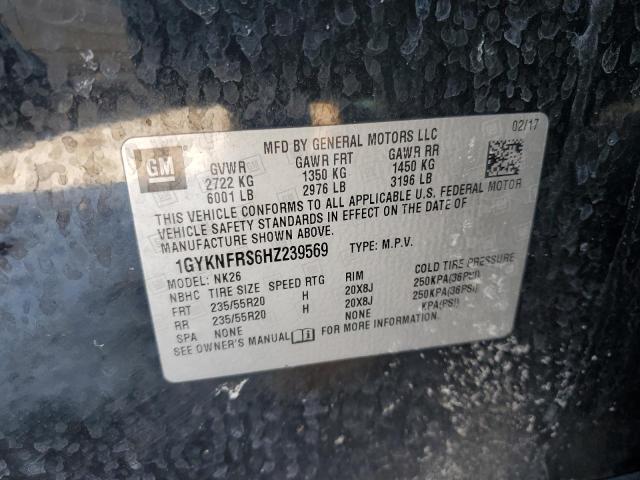 GM
MFD BY GENERAL MOTORS LLC 02/17
GVWR GAWR FRT GAWR RR
2722 KG 1350 KG 1450 KG
6001 LB 2976 LB 3196 LB
THIS VEHICLE CONFORMS TO ALL APPLICABLE U.S. FEDERAL MOTOR
VEHICLE SAFETY STANDARDS IN EFFECT ON THE DATE OF
MANUFACTURE SHOWN ABOVE.
1GYKNFRS6HZ239569 TYPE: M.P.V.
MODEL: NK26
NBHC TIRE SIZE SPEED RTG RIM COLD TIRE PRESSURE
FRT 235/55R20 H 20X8J 250KPA(36PSI)
RR 235/55R20 H 20X8J 250KPA(36PSI)
SPA NONE NONE KPA(PSI)
SEE OWNER'S MANUAL FOR MORE INFORMATION.